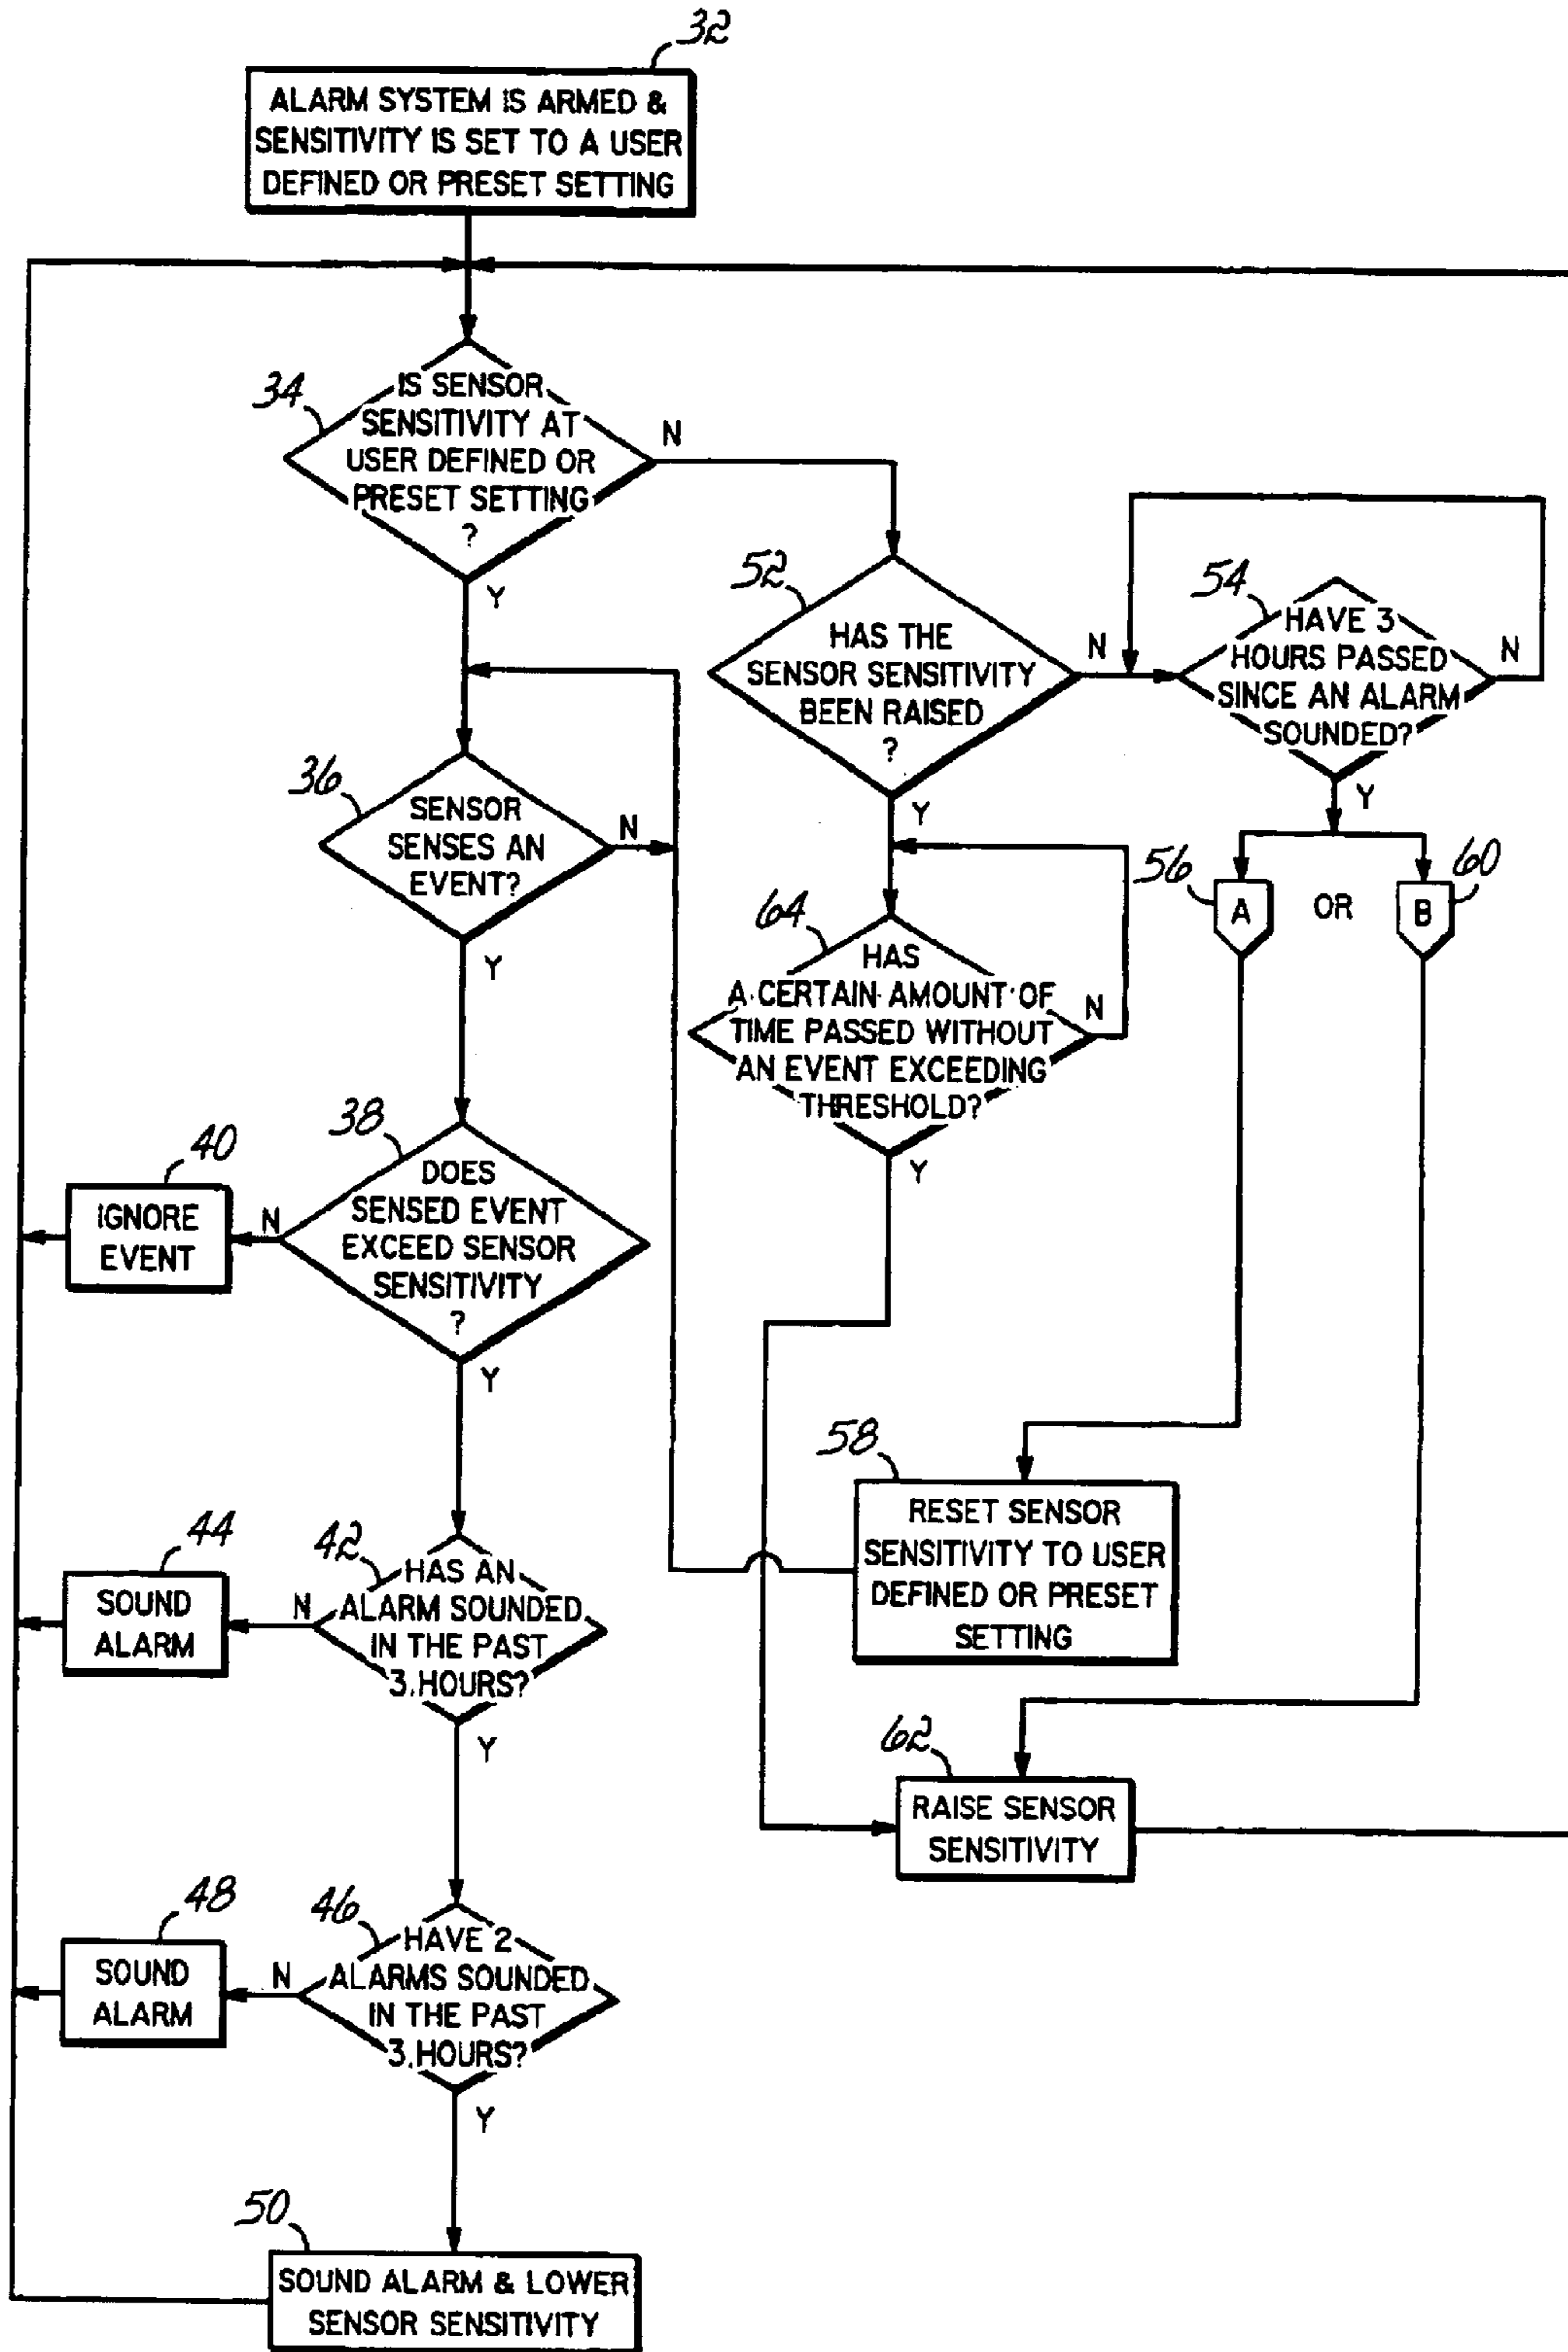 32
ALARM SYSTEM IS ARMED &
SENSITIVITY IS SET TO A USER
DEFINED OR PRESET SETTING
34
IS SENSOR
SENSITIVITY AT
USER DEFINED OR
PRESET SETTING
?
N
Y
52
HAS THE
SENSOR SENSITIVITY
BEEN RAISED
?
N
Y
54
HAVE 3
HOURS PASSED
SINCE AN ALARM
SOUNDED?
N
Y
36
SENSOR
SENSES AN
EVENT?
N
Y
56
A
OR
60
B
64
HAS
A CERTAIN AMOUNT OF
TIME PASSED WITHOUT
AN EVENT EXCEEDING
THRESHOLD?
N
Y
38
DOES
SENSED EVENT
EXCEED SENSOR
SENSITIVITY
?
N
Y
40
IGNORE
EVENT
58
RESET SENSOR
SENSITIVITY TO USER
DEFINED OR PRESET
SETTING
42
HAS AN
ALARM SOUNDED
IN THE PAST
3.HOURS?
N
Y
44
SOUND
ALARM
62
RAISE SENSOR
SENSITIVITY
46
HAVE 2
ALARMS SOUNDED
IN THE PAST
3.HOURS?
N
Y
48
SOUND
ALARM
50
SOUND ALARM & LOWER
SENSOR SENSITIVITY